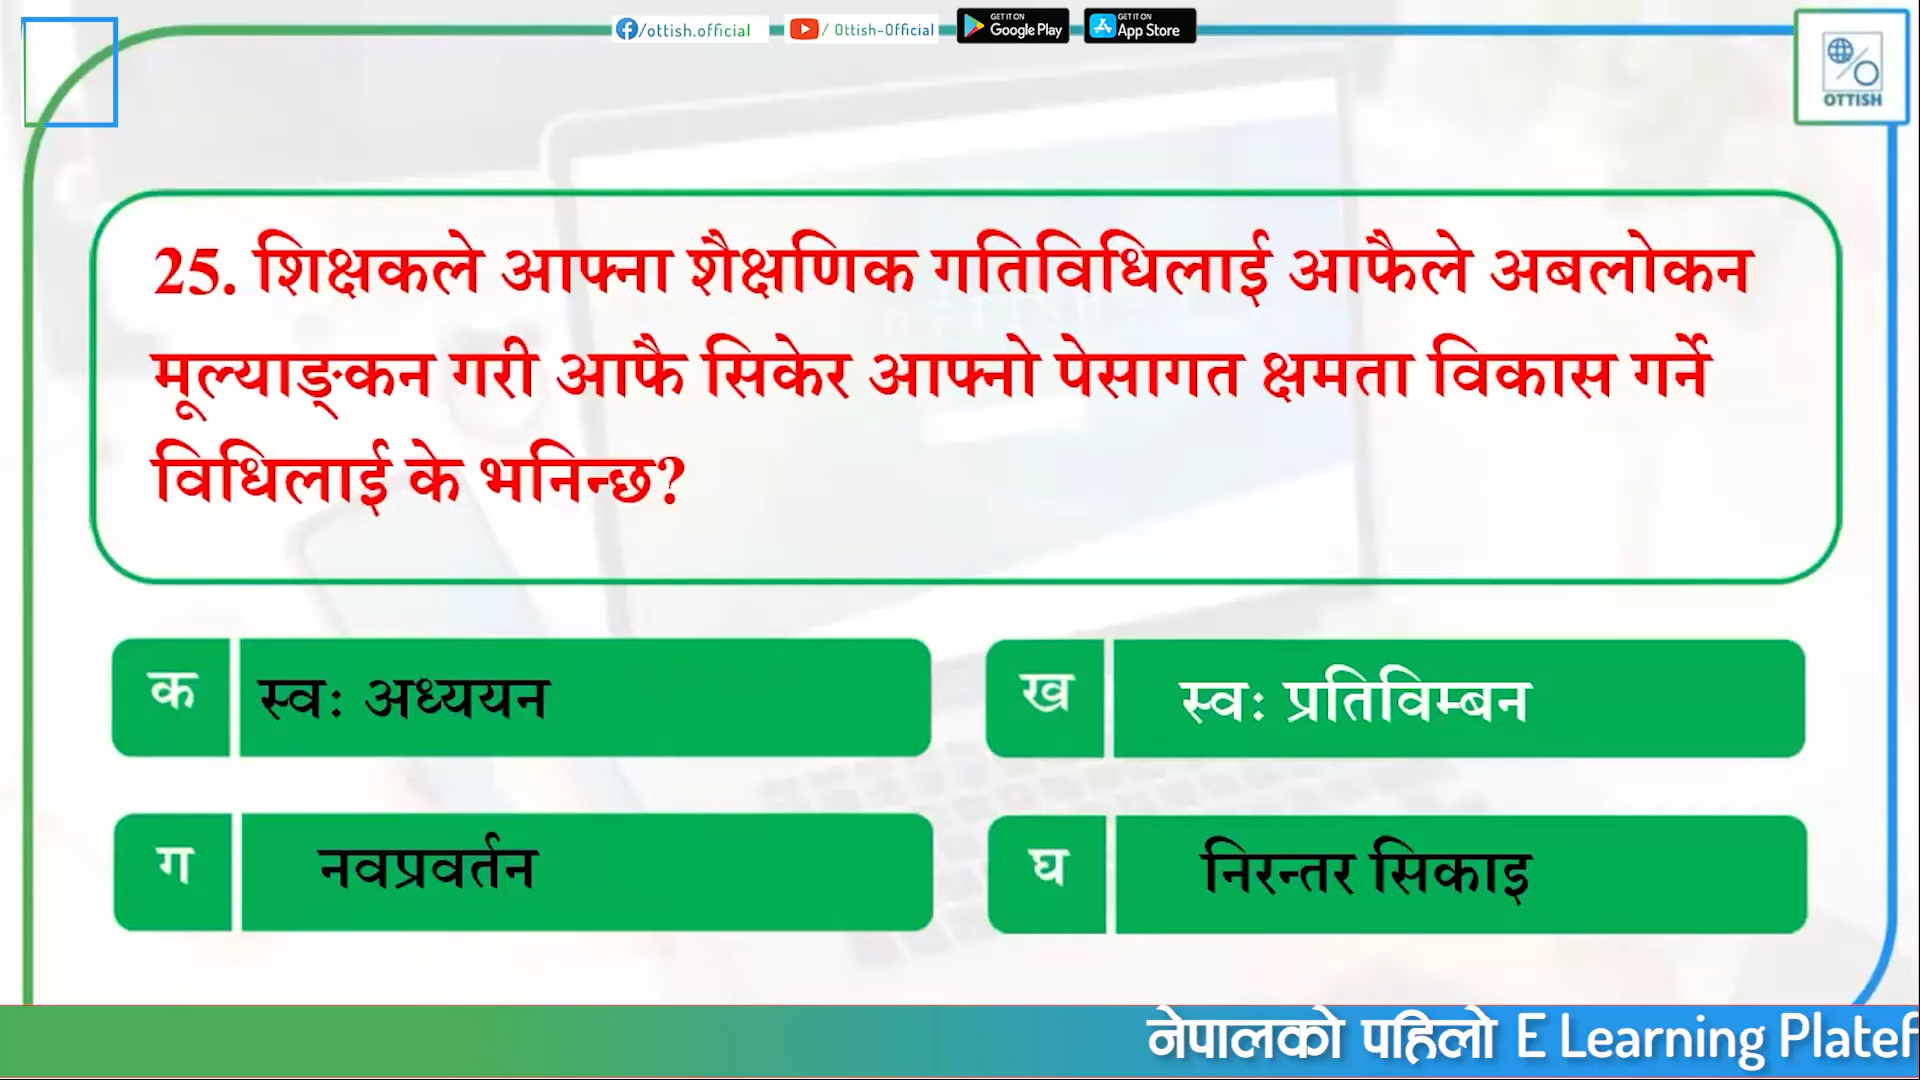 /ottish.official
/ Ottish-Official
GET IT ON
Google Play
GET IT ON
App Store
OTTISH
25. शिक्षकले आफ्ना शैक्षणिक गतिविधिलाई आफैले अबलोकन
मूल्याङ्कन गरी आफै सिकेर आफ्नो पेसागत क्षमता विकास गर्ने
विधिलाई के भनिन्छ?
क स्वः अध्ययन
ख स्वः प्रतिविम्बन
ग नवप्रवर्तन
घ निरन्तर सिकाइ
नेपालको पहिलो E Learning Platef